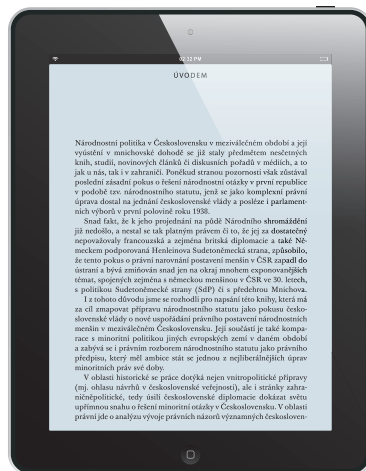 02:32 PM
ÚVODEM
Národnostní politika v Československu v meziválečném období a její
vyústění v mnichovské dohodě se již staly předmětem nesčetných
knih, studií, novinových článků či diskusních pořadů v médiích, a to
jak u nás, tak i v zahraničí. Poněkud stranou pozornosti však zůstával
poslední zásadní pokus o řešení národnostní otázky v první republice
v podobě tzv. národnostního statutu, jenž se jako komplexní právní
úprava dostal na jednání československé vlády a posléze i parlament-
ních výborů v první polovině roku 1938.
Snad fakt, že k jeho projednání na půdě Národního shromáždění
již nedošlo, a nestal se tak platným právem či to, že jej za dostatečný
nepovažovaly francouzská a zejména britská diplomacie a také Ně-
meckem podporovaná Henleinova Sudetoněmecká strana, způsobilo,
že tento pokus o právní narovnání postavení menšin v ČSR zapadl do
ústraní a bývá zmiňován snad jen na okraj mnohem exponovanějších
témat, spojených zejména s německou menšinou v ČSR ve 30. letech,
s politikou Sudetoněmecké strany (SdP) či s předehrou Mnichova.
I z tohoto důvodu jsme se rozhodli pro napsání této knihy, která má
za cíl zmapovat přípravu národnostního statutu jako pokusu česko-
slovenské vlády o nové uspořádání právního postavení národnostních
menšin v meziválečném Československu. Její součástí je také kompa-
race s minoritní politikou jiných evropských zemí v daném období
a zabývá se i právním rozborem národnostního statutu jako právního
předpisu, který měl ambice stát se jednou z nejliberálnějších úprav
minoritních práv své doby.
V oblasti historické se práce dotýká nejen vnitropolitické přípravy
(mj. ohlasu návrhů v československé veřejnosti), ale i stránky zahra-
ničněpolitické, tedy úsilí československé diplomacie dokázat světu
upřímnou snahu o řešení minoritní otázky v Československu. V oblasti
právní jde o analýzu vývoje právních názorů významných českosloven-